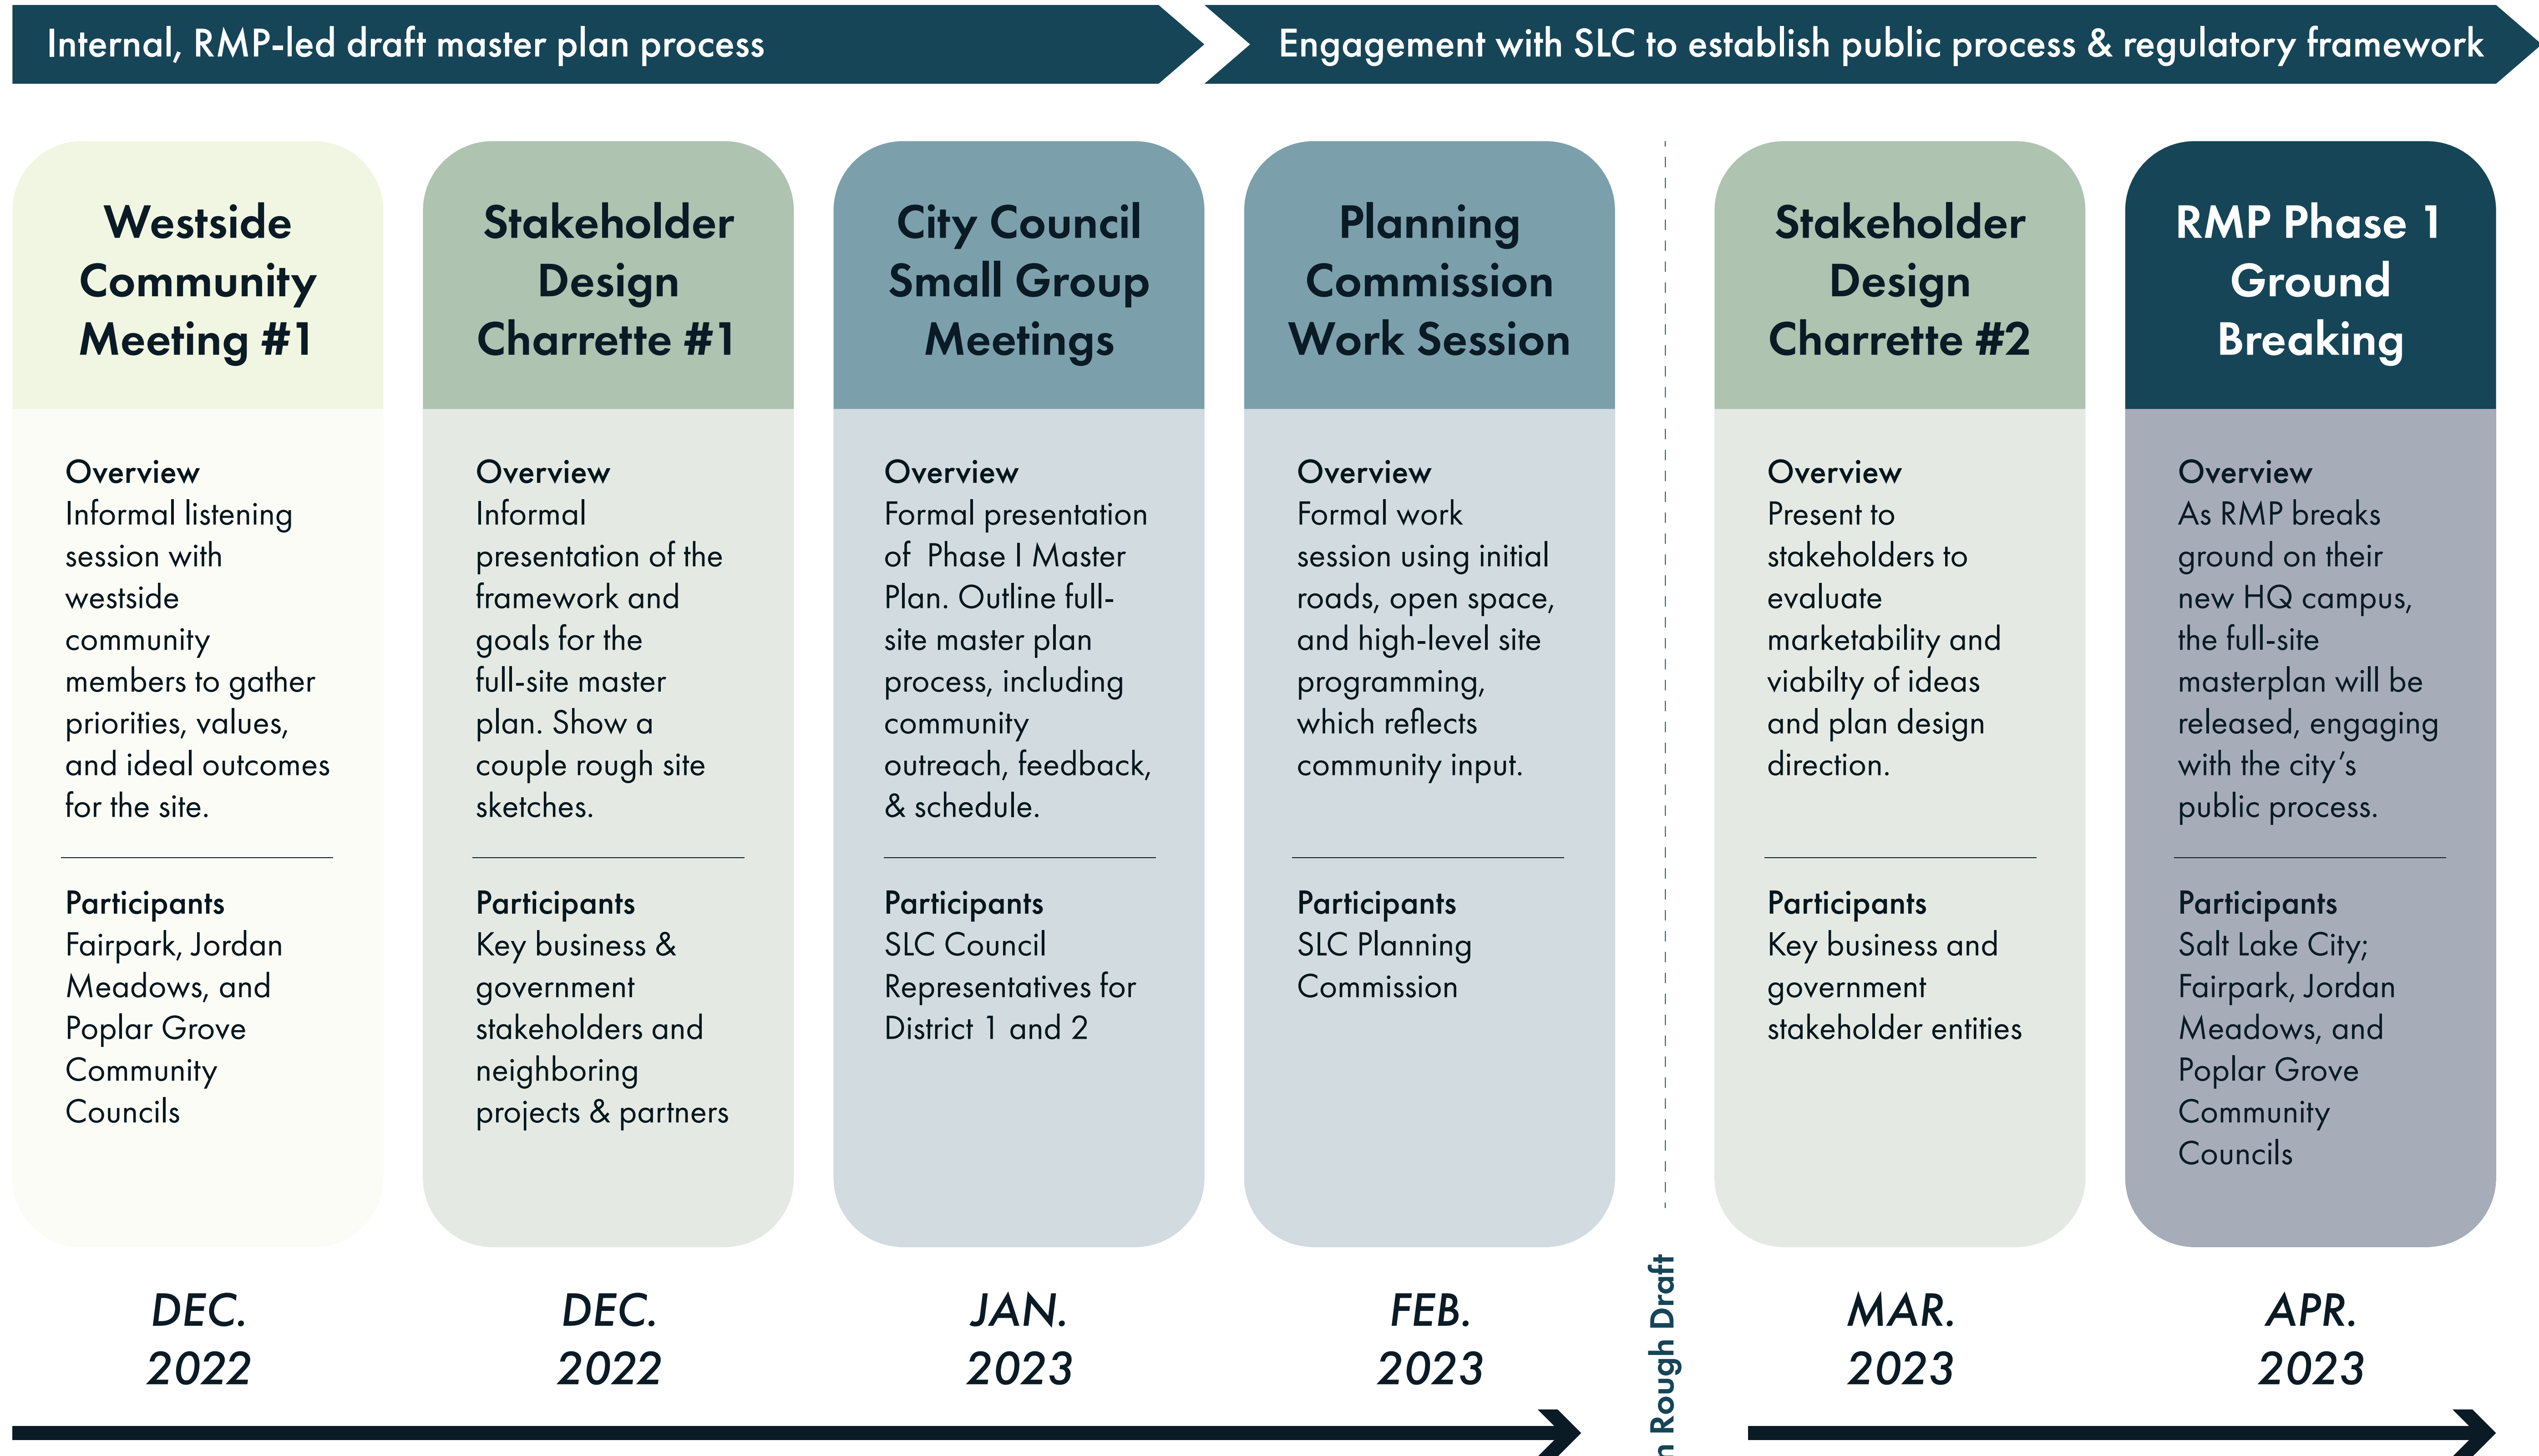 Internal, RMP-led draft master plan process
Engagement with SLC to establish public process & regulatory framework
Westside
Community
Meeting #1
Overview
Informal listening
session with
westside
community
members to gather
priorities, values,
and ideal outcomes
for the site.
Participants
Fairpark, Jordan
Meadows, and
Poplar Grove
Community
Councils
DEC.
2022
Stakeholder
Design
Charrette #1
Overview
Informal
presentation of the
framework and
goals for the
full-site master
plan. Show a
couple rough site
sketches.
Participants
Key business &
government
stakeholders and
neighboring
projects & partners
DEC.
2022
City Council
Small Group
Meetings
Overview
Formal presentation
of Phase I Master
Plan. Outline full-
site master plan
process, including
community
outreach, feedback,
& schedule.
Participants
SLC Council
Representatives for
District 1 and 2
JAN.
2023
Planning
Commission
Work Session
Overview
Formal work
session using initial
roads, open space,
and high-level site
programming,
which reflects
community input.
Participants
SLC Planning
Commission
FEB.
2023
Rough Draft
Stakeholder
Design
Charrette #2
Overview
Present to
stakeholders to
evaluate
marketability and
viabilty of ideas
and plan design
direction.
Participants
Key business and
government
stakeholder entities
MAR.
2023
RMP Phase 1
Ground
Breaking
Overview
As RMP breaks
ground on their
new HQ campus,
the full-site
masterplan will be
released, engaging
with the city's
public process.
Participants
Salt Lake City;
Fairpark, Jordan
Meadows, and
Poplar Grove
Community
Councils
APR.
2023